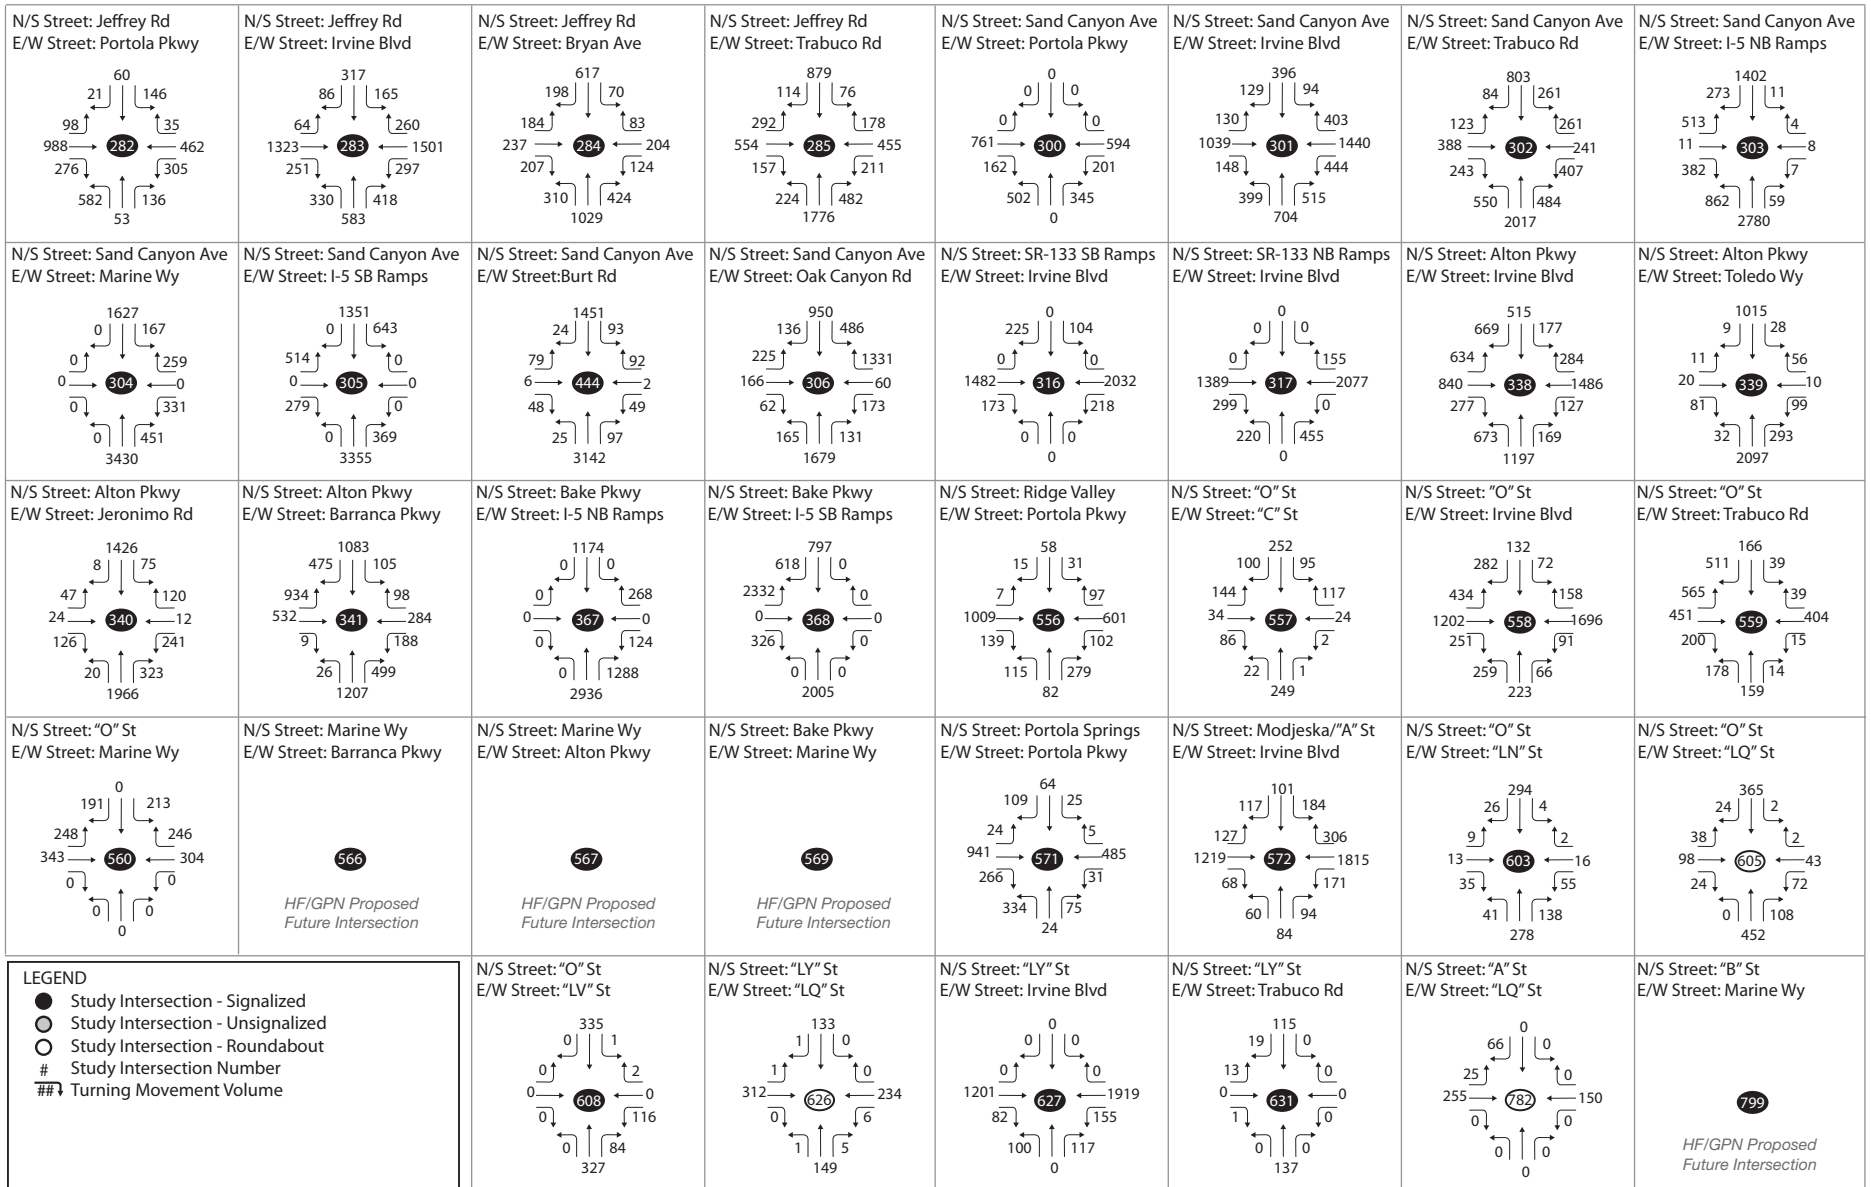 N/S Street: Jeffrey Rd
E/W Street: Portola Pkwy
60
21 146
98 35
988 282 462
276 305
582 136
53
N/S Street: Jeffrey Rd
E/W Street: Irvine Blvd
317
86 165
64 260
1323 283 1501
251 297
330 418
583
N/S Street: Jeffrey Rd
E/W Street: Bryan Ave
617
198 70
184 83
237 284 204
207 124
310 424
1029
N/S Street: Jeffrey Rd
E/W Street: Trabuco Rd
879
114 76
292 178
554 285 455
157 211
224 482
1776
N/S Street: Sand Canyon Ave
E/W Street: Portola Pkwy
0
0 0
0 0
761 300 594
162 201
502 345
0
N/S Street: Sand Canyon Ave
E/W Street: Irvine Blvd
396
129 94
130 403
1039 301 1440
148 444
399 515
704
N/S Street: Sand Canyon Ave
E/W Street: Trabuco Rd
803
84 261
123 261
388 302 241
243 407
550 484
2017
N/S Street: Sand Canyon Ave
E/W Street: I-5 NB Ramps
1402
273 11
513 4
11 303 8
382 7
862 59
2780
N/S Street: Sand Canyon Ave
E/W Street: Marine Wy
1627
0 167
0 259
0 304 0
0 331
0 451
3430
N/S Street: Sand Canyon Ave
E/W Street: I-5 SB Ramps
1351
0 643
514 0
0 305 0
279 0
0 369
3355
N/S Street: Sand Canyon Ave
E/W Street:Burt Rd
1451
24 93
79 92
6 444 2
48 49
25 97
3142
N/S Street: Sand Canyon Ave
E/W Street: Oak Canyon Rd
950
136 486
225 1331
166 306 60
62 173
165 131
1679
N/S Street: SR-133 SB Ramps
E/W Street: Irvine Blvd
0
225 104
0 0
1482 316 2032
173 218
0 0
0
N/S Street: SR-133 NB Ramps
E/W Street: Irvine Blvd
0
0 0
0 155
1389 317 2077
299 0
220 455
0
N/S Street: Alton Pkwy
E/W Street: Irvine Blvd
515
669 177
634 284
840 338 1486
277 127
673 169
1197
N/S Street: Alton Pkwy
E/W Street: Toledo Wy
1015
9 28
11 56
20 339 10
81 99
32 293
2097
N/S Street: Alton Pkwy
E/W Street: Jeronimo Rd
1426
8 75
47 120
24 340 12
126 241
20 323
1966
N/S Street: Alton Pkwy
E/W Street: Barranca Pkwy
1083
475 105
934 98
532 341 284
9 188
26 499
1207
N/S Street: Bake Pkwy
E/W Street: I-5 NB Ramps
1174
0 0
0 268
0 367 0
0 124
0 1288
2936
N/S Street: Bake Pkwy
E/W Street: I-5 SB Ramps
797
618 0
2332 0
0 368 0
326 0
0 0
2005
N/S Street: Ridge Valley
E/W Street: Portola Pkwy
58
15 31
7 97
1009 556 601
139 102
115 279
82
N/S Street: "O" St
E/W Street: "C" St
252
100 95
144 117
34 557 24
86 2
22 1
249
N/S Street: "O" St
E/W Street: Irvine Blvd
132
282 72
434 158
1202 558 1696
251 91
259 66
223
N/S Street: "O" St
E/W Street: Trabuco Rd
166
511 39
565 39
451 559 404
200 15
178 14
159
N/S Street: "O" St
E/W Street: Marine Wy
0
191 213
248 246
343 560 304
0 0
0 0
0
N/S Street: Marine Wy
E/W Street: Barranca Pkwy
566
HF/GPN Proposed
Future Intersection
N/S Street: Marine Wy
E/W Street: Alton Pkwy
567
HF/GPN Proposed
Future Intersection
N/S Street: Bake Pkwy
E/W Street: Marine Wy
569
HF/GPN Proposed
Future Intersection
N/S Street: Portola Springs
E/W Street: Portola Pkwy
64
109 25
24 5
941 571 485
266 31
334 75
24
N/S Street: Modjeska/"A" St
E/W Street: Irvine Blvd
101
117 184
127 306
1219 572 1815
68 171
60 94
84
N/S Street: "O" St
E/W Street: "LN" St
294
26 4
9 2
13 603 16
35 55
41 138
278
N/S Street: "O" St
E/W Street: "LQ" St
365
24 2
38 2
98 605 43
24 72
0 108
452
LEGEND
Study Intersection - Signalized
Study Intersection - Unsignalized
Study Intersection - Roundabout
# Study Intersection Number
## Turning Movement Volume
N/S Street: "O" St
E/W Street: "LV" St
335
0 1
0 2
0 608 0
0 116
0 84
327
N/S Street: "LY" St
E/W Street: "LQ" St
133
1 0
1 0
312 626 234
0 6
1 5
149
N/S Street: "LY" St
E/W Street: Irvine Blvd
0
0 0
0 0
1201 627 1919
82 155
100 117
0
N/S Street: "LY" St
E/W Street: Trabuco Rd
115
19 0
13 0
0 631 0
1 0
0 0
137
N/S Street: "A" St
E/W Street: "LQ" St
0
66 0
25 0
255 782 150
0 0
0 0
0
N/S Street: "B" St
E/W Street: Marine Wy
799
HF/GPN Proposed
Future Intersection